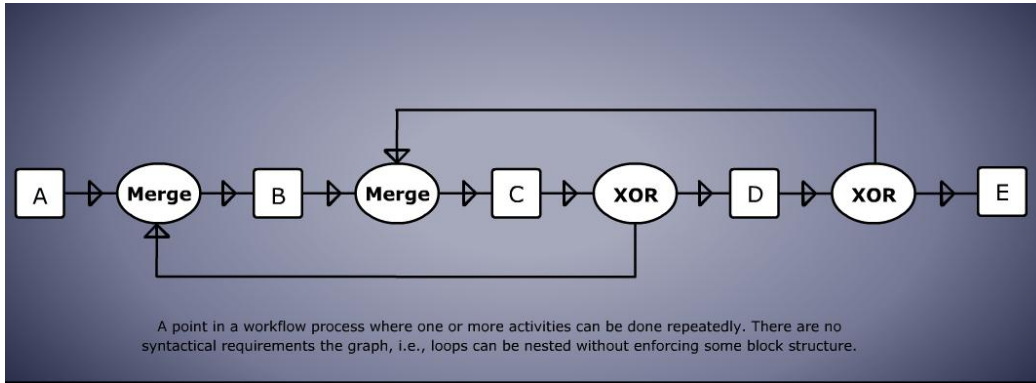 A
Merge
B
Merge
C
XOR
D
XOR
E
A point in a workflow process where one or more activities can be done repeatedly. There are no
syntactical requirements the graph, i.e., loops can be nested without enforcing some block structure.